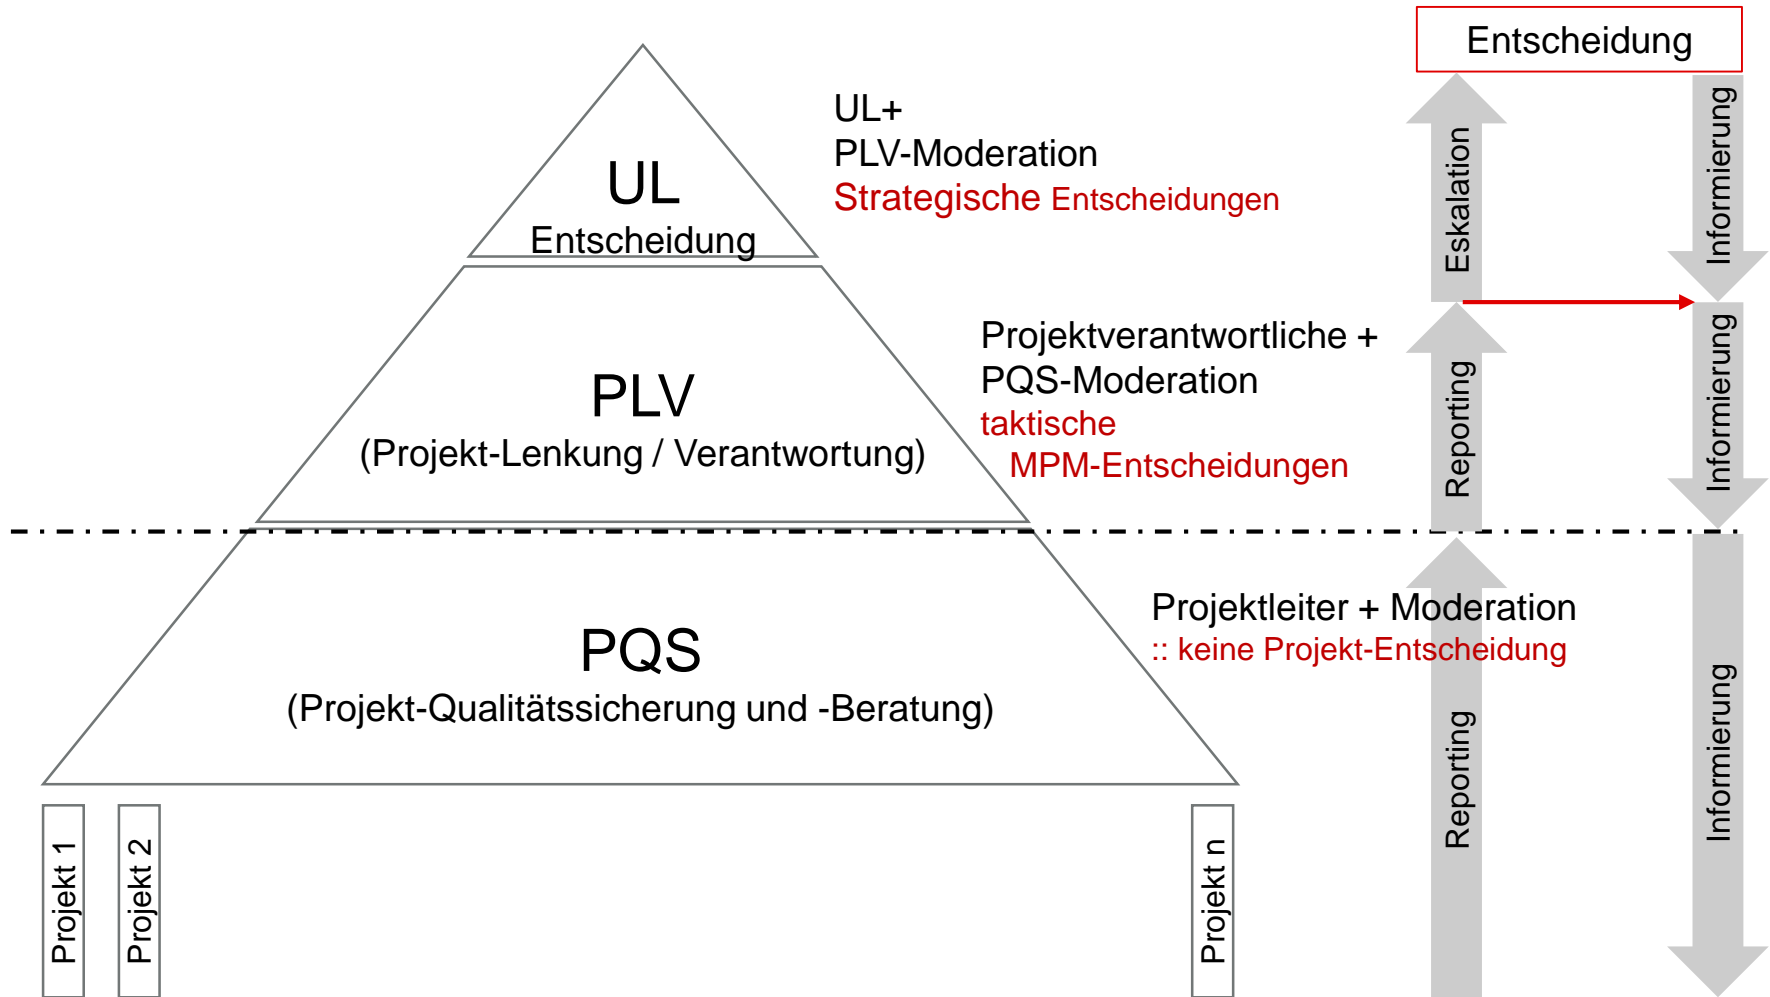 Entscheidung
UL
Entscheidung
UL+
PLV-Moderation
Strategische Entscheidungen
Eskalation
Informierung
PLV
(Projekt-Lenkung / Verantwortung)
Projektverantwortliche +
PQS-Moderation
taktische
MPM-Entscheidungen
Reporting
Informierung
PQS
(Projekt-Qualitätssicherung und -Beratung)
Projektleiter + Moderation
:: keine Projekt-Entscheidung
Reporting
Informierung
Projekt 1
Projekt 2
Projekt n